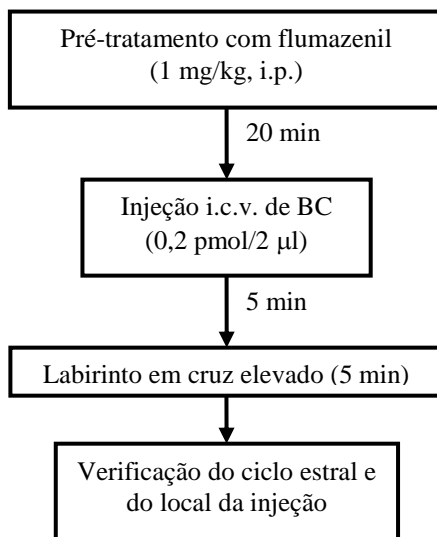 Pré-tratamento com flumazenil
(1 mg/kg, i.p.)
20 min
Injeção i.c.v. de BC
(0,2 pmol/2 μl)
5 min
Labirinto em cruz elevado (5 min)
Verificação do ciclo estral e
do local da injeção